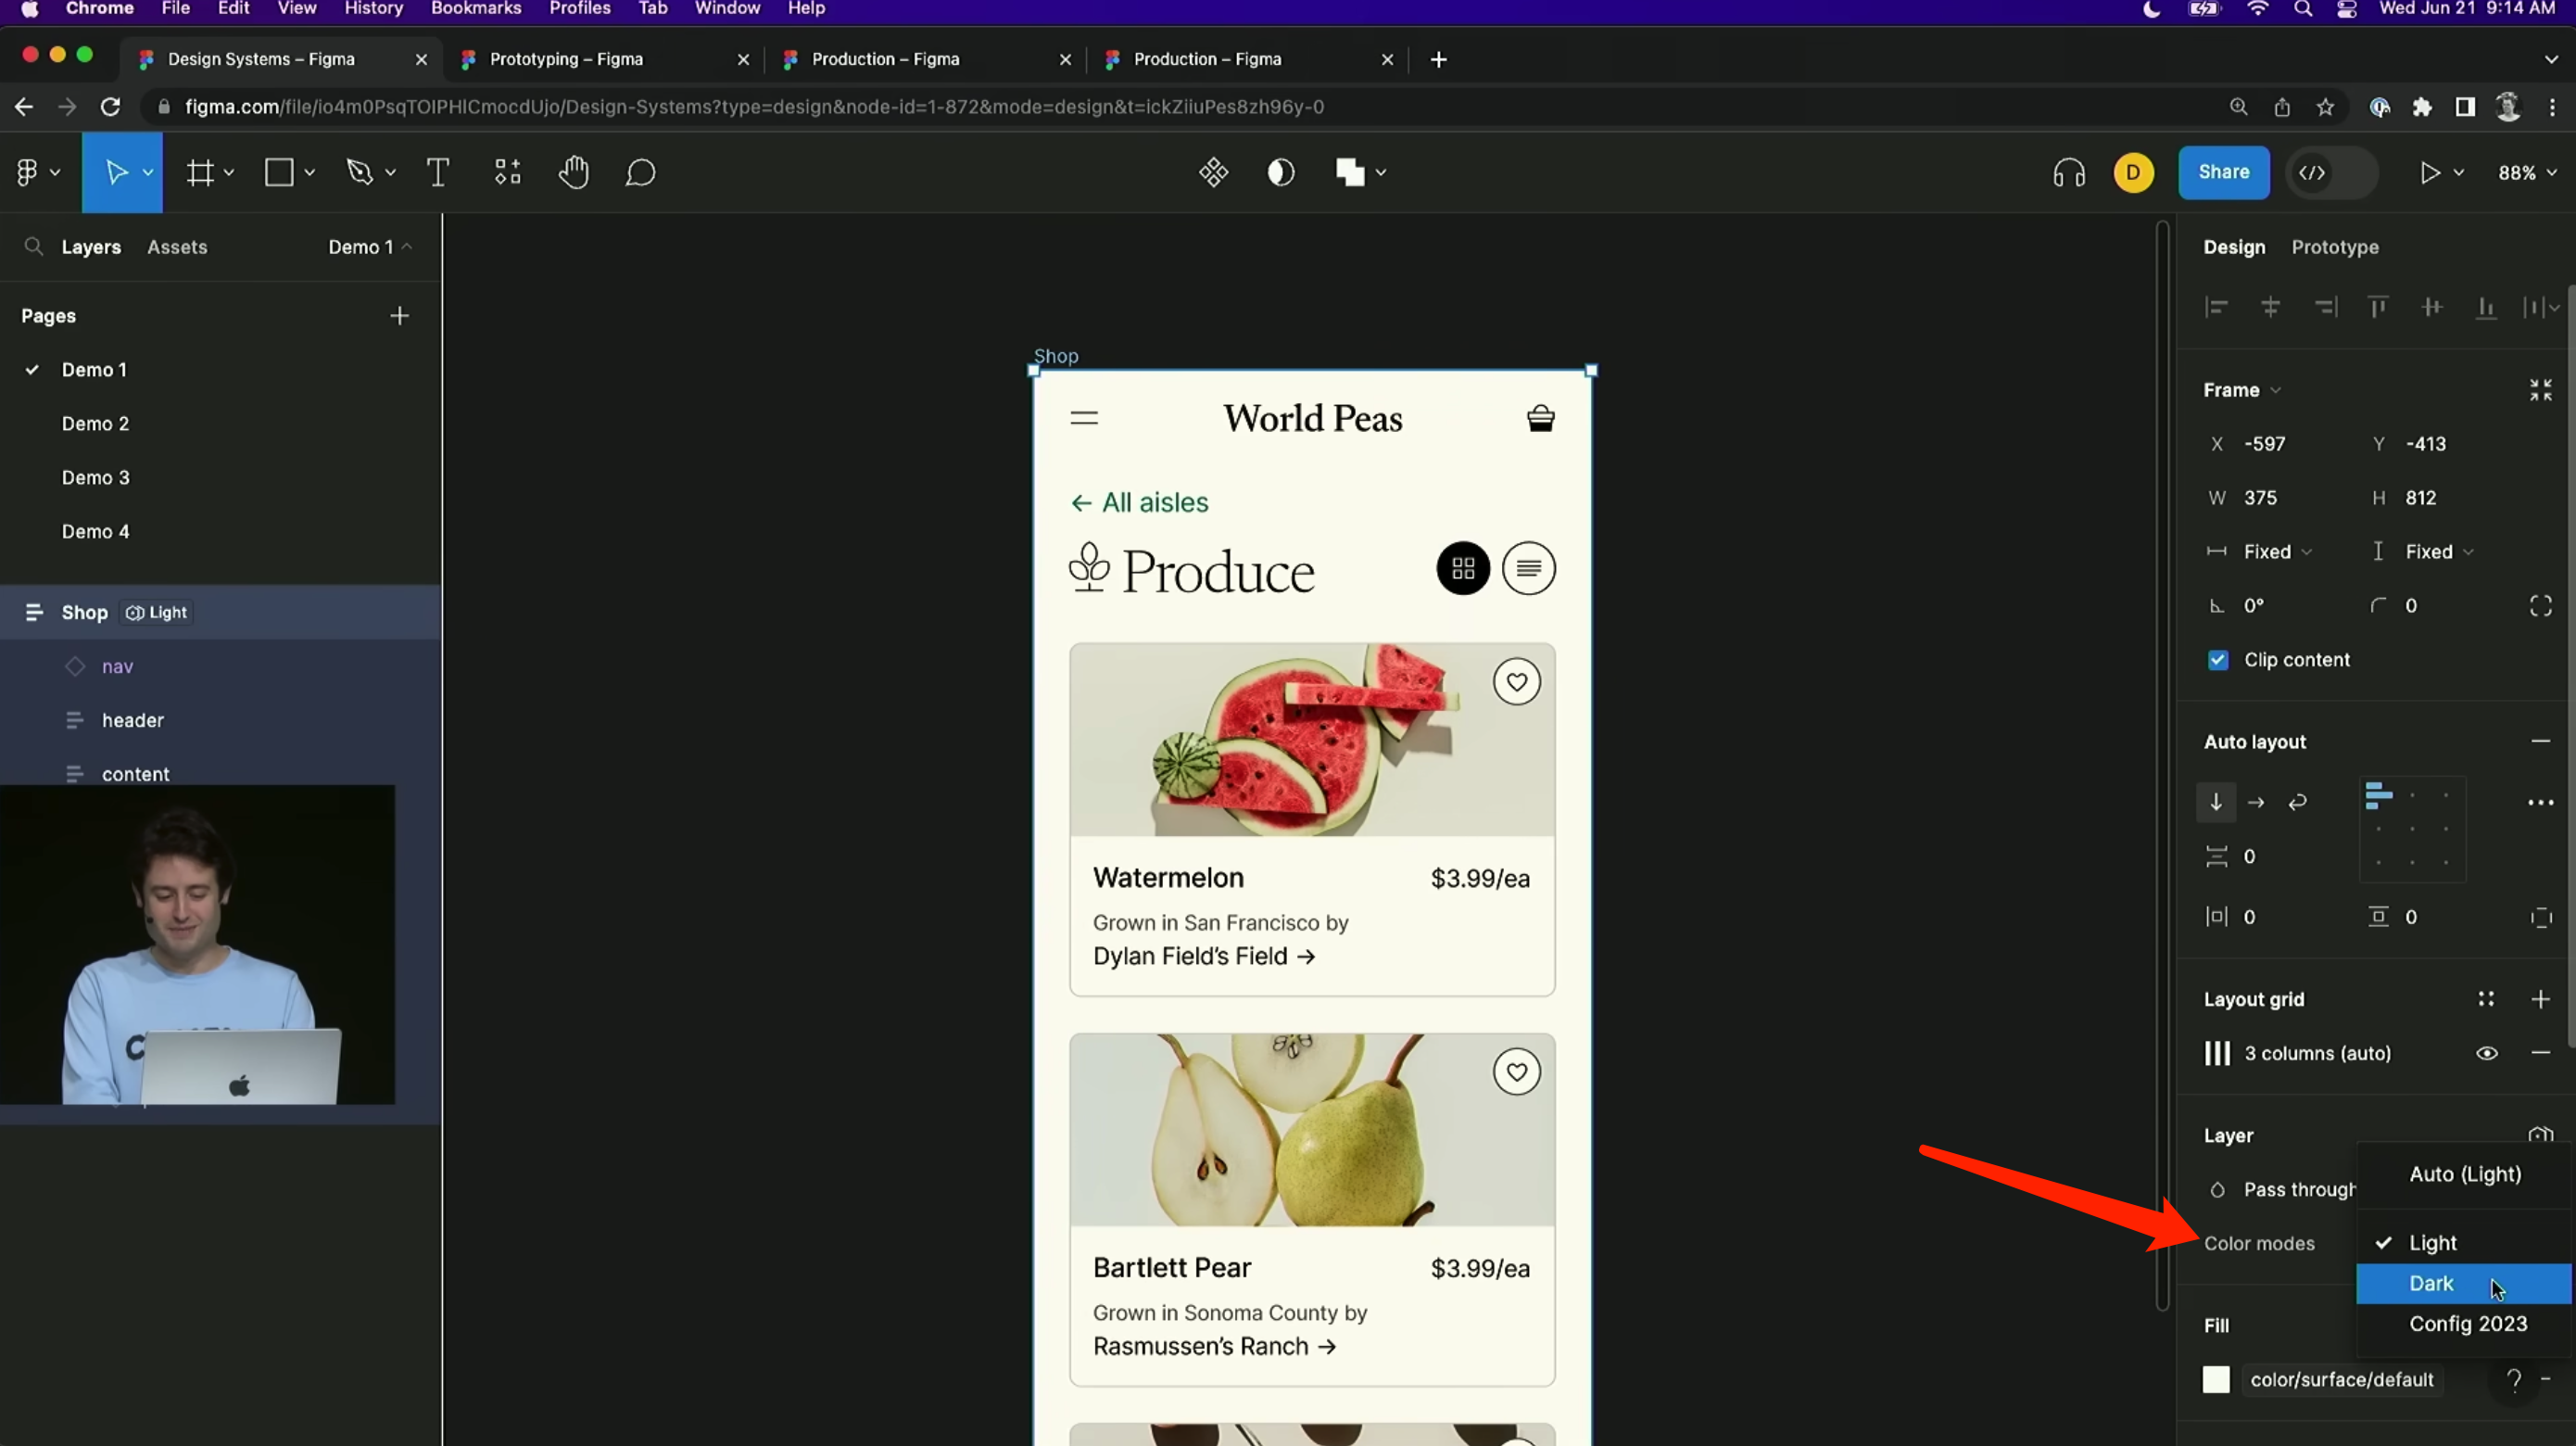 Chrome File Edit View History Bookmarks Profiles Tab Window Help Wed Jun 21 9:14 AM
Design Systems – Figma Prototyping – Figma Production – Figma Production – Figma
figma.com/file/io4m0PsqTOIPHICmocdUjo/Design-Systems?type=design&node-id=1-872&mode=design&t=ickZiiuPes8zh96y-0
D Share 88%
Layers Assets Demo 1
Pages
Demo 1
Demo 2
Demo 3
Demo 4
Shop Light
nav
header
content
Shop
World Peas
← All aisles
Produce
Watermelon $3.99/ea
Grown in San Francisco by
Dylan Field's Field →
Bartlett Pear $3.99/ea
Grown in Sonoma County by
Rasmussen's Ranch →
Design Prototype
Frame
X -597 Y -413
W 375 H 812
Fixed Fixed
0° 0
Clip content
Auto layout
0
0 0
Layout grid
3 columns (auto)
Layer
Pass through
Color modes
Auto (Light)
Light
Dark
Config 2023
Fill
color/surface/default ?